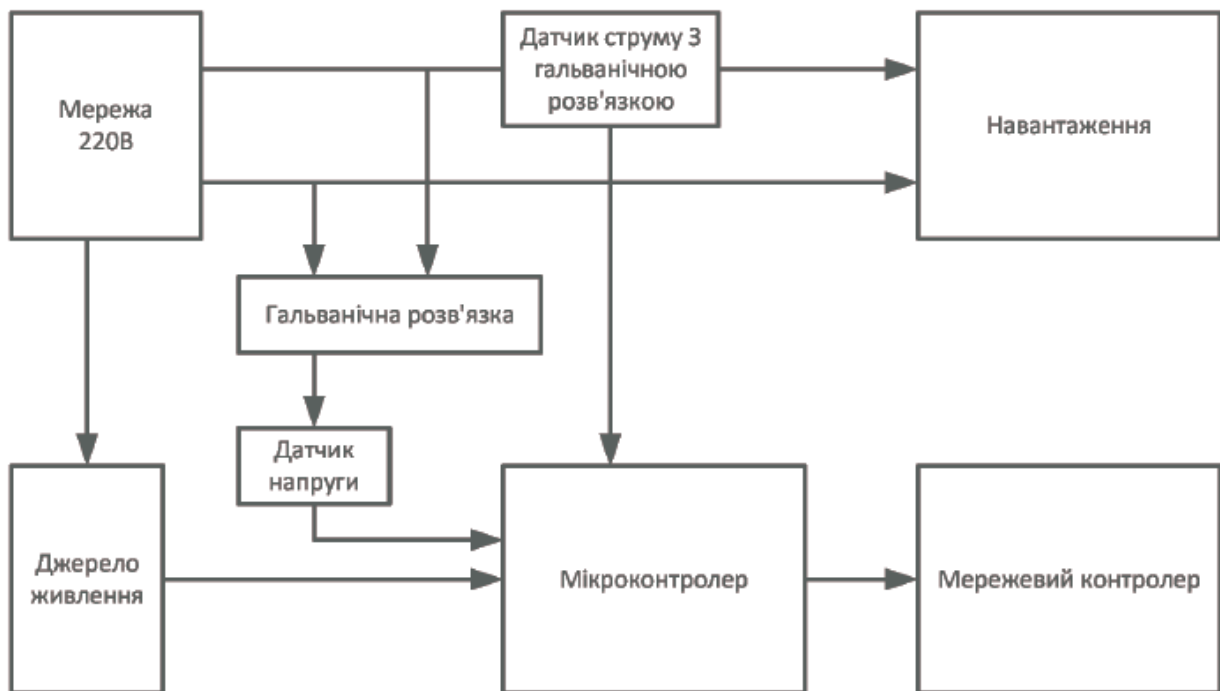 Мережа
220В
Датчик струму З
гальванічною
розв'язкою
Навантаження
Гальванічна розв'язка
Датчик
напруги
Джерело
живлення
Мікроконтролер
Мережевий контролер